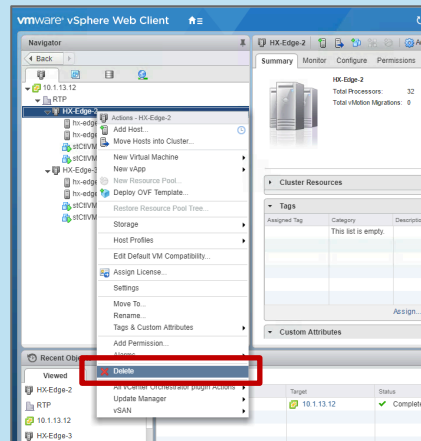 vmware® vSphere Web Client
Navigator
Back
10.1.13.12
RTP
HX-Edge-2
hx-edge
hx-edge
stCtlVM
stCtlVM
HX-Edge-3
hx-edge
hx-edge
stCtlVM
stCtlVM
Actions - HX-Edge-2
Add Host...
Move Hosts into Cluster...
New Virtual Machine
New vApp
New Resource Pool...
Deploy OVF Template...
Restore Resource Pool Tree...
Storage
Host Profiles
Edit Default VM Compatibility...
Assign License...
Settings
Move To...
Rename...
Tags & Custom Attributes
Add Permission...
Alarms
Delete
All vCenter Orchestrator plugin Actions
Update Manager
vSAN
HX-Edge-2
Summary Monitor Configure Permissions
HX-Edge-2
Total Processors: 32
Total vMotion Migrations: 0
Cluster Resources
Tags
Assigned Tag Category Descriptio
This list is empty.
Assign...
Custom Attributes
Recent Obj
Viewed
HX-Edge-2
RTP
10.1.13.12
HX-Edge-3
Target Status
10.1.13.12 Complete